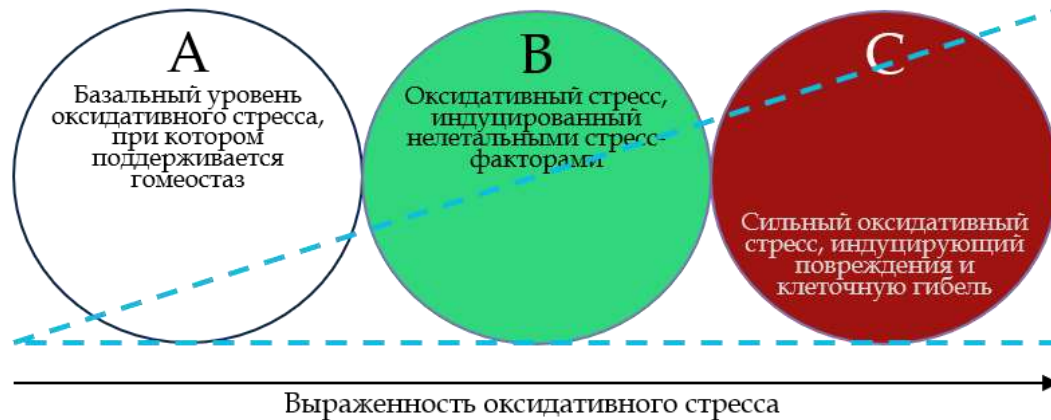 A
Базальный уровень
оксидативного стресса,
при котором
поддерживается
гомеостаз
B
Оксидативный стресс,
индуцированный
нелетальными стресс-
факторами
C
Сильный оксидативный
стресс, индуцирующий
повреждения и
клеточную гибель
Выраженность оксидативного стресса